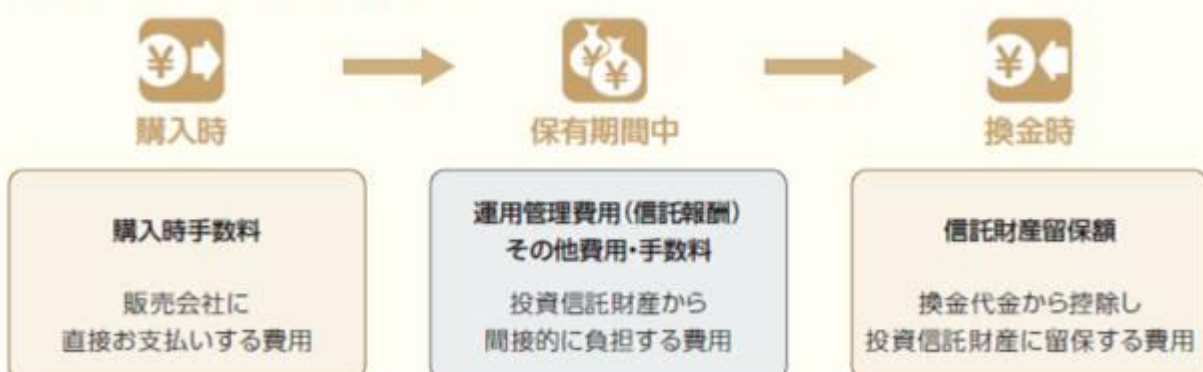 購入時
保有期間中
換金時
購入時手数料
販売会社に
直接お支払いする費用
運用管理費用(信託報酬)
その他費用・手数料
投資信託財産から
間接的に負担する費用
信託財産留保額
換金代金から控除し
投資信託財産に留保する費用